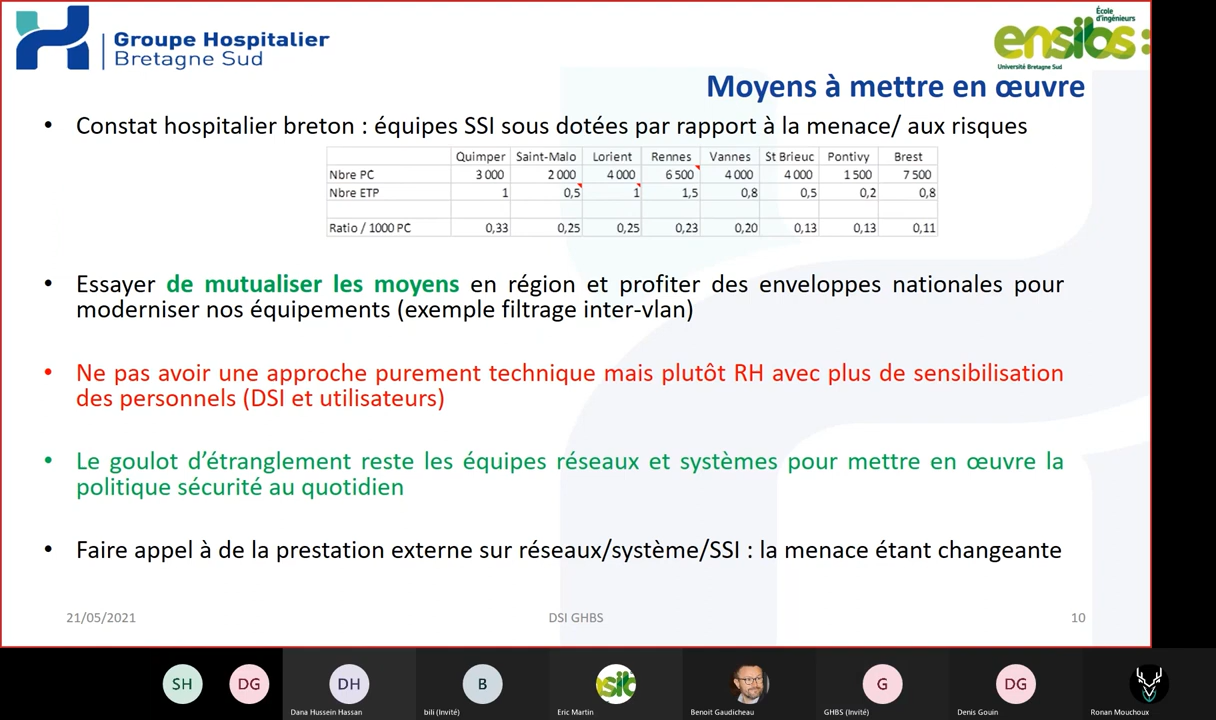 Groupe Hospitalier
Bretagne Sud
École
d'ingénieurs
ensibs:
Université Bretagne Sud
Moyens à mettre en œuvre
• Constat hospitalier breton : équipes SSI sous dotées par rapport à la menace/ aux risques
Quimper Saint-Malo Lorient Rennes Vannes St Brieuc Pontivy Brest
Nbre PC 3 000 2 000 4 000 6 500 4 000 4 000 1 500 7 500
Nbre ETP 1 0,5 1 1,5 0,8 0,5 0,2 0,8
Ratio / 1000 PC 0,33 0,25 0,25 0,23 0,20 0,13 0,13 0,11
• Essayer de mutualiser les moyens en région et profiter des enveloppes nationales pour
moderniser nos équipements (exemple filtrage inter-vlan)
• Ne pas avoir une approche purement technique mais plutôt RH avec plus de sensibilisation
des personnels (DSI et utilisateurs)
• Le goulot d’étranglement reste les équipes réseaux et systèmes pour mettre en œuvre la
politique sécurité au quotidien
• Faire appel à de la prestation externe sur réseaux/système/SSI : la menace étant changeante
21/05/2021 DSI GHBS 10
SH DG DH B sib G DG
Dana Hussein Hassan bili (Invité) Eric Martin Benoit Gaudicheau GHBS (Invité) Denis Gouin Ronan Mouchoux